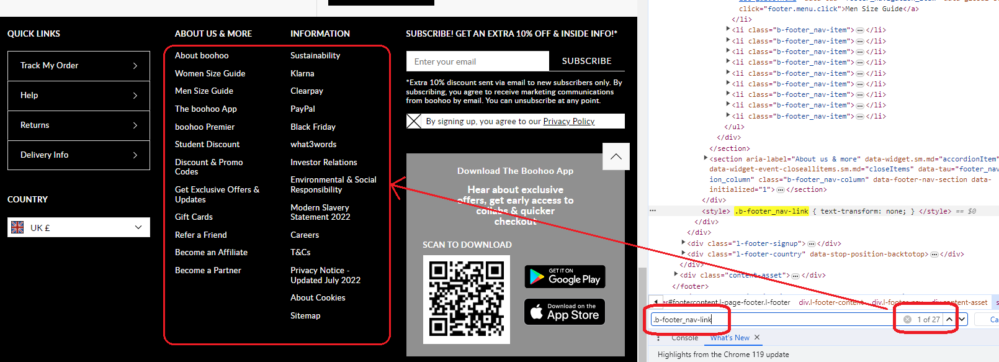 QUICK LINKS
Track My Order
Help
Returns
Delivery Info
COUNTRY
UK £
ABOUT US & MORE
About boohoo
Women Size Guide
Men Size Guide
The boohoo App
boohoo Premier
Student Discount
Discount & Promo
Codes
Get Exclusive Offers &
Updates
Gift Cards
Refer a Friend
Become an Affiliate
Become a Partner
INFORMATION
Sustainability
Klarna
Clearpay
PayPal
Black Friday
what3words
Investor Relations
Environmental & Social
Responsibility
Modern Slavery
Statement 2022
Careers
T&Cs
Privacy Notice -
Updated July 2022
About Cookies
Sitemap
SUBSCRIBE! GET AN EXTRA 10% OFF & INSIDE INFO!*
Enter your email
SUBSCRIBE
*Extra 10% discount sent via email to new subscribers only. By
subscribing, you agree to receive marketing communications
from boohoo by email. You can unsubscribe at any point.
By signing up, you agree to our Privacy Policy
Download The Boohoo App
Hear about exclusive
offers, get early access to
collabs & quicker
checkout
SCAN TO DOWNLOAD
GET IT ON
Google Play
Download on the
App Store
click="footer.menu.click">Men Size Guide</a>
</li>
<li class="b-footer_nav-item"> … </li>
<li class="b-footer_nav-item"> … </li>
<li class="b-footer_nav-item"> … </li>
<li class="b-footer_nav-item"> … </li>
<li class="b-footer_nav-item"> … </li>
<li class="b-footer_nav-item"> … </li>
<li class="b-footer_nav-item"> … </li>
<li class="b-footer_nav-item"> … </li>
<li class="b-footer_nav-item"> … </li>
</ul>
</div>
</section>
<section aria-label="About us & more" data-widget.sm.md="accordionItem"
data-widget-event-closeallitems.sm.md="closeItems" data-tau="footer_nav
ion_column" class="b-footer_nav-column" data-footer-nav-section data-
initialized="1"> … </section>
</div>
… <style> .b-footer_nav-link { text-transform: none; } </style> == $0
</div>
</div>
<div class="l-footer-signup"> … </div>
<div class="l-footer-country" data-stop-position-backtotop> … </div>
</div>
<div class="content-asset"> … </div>
</footer>
er#footercontent.l-page-footer.l-footer div.l-footer-content div.l-footer-nav div.content-asset s
.b-footer_nav-link 1 of 27 Ca
Console What's New ×
Highlights from the Chrome 119 update